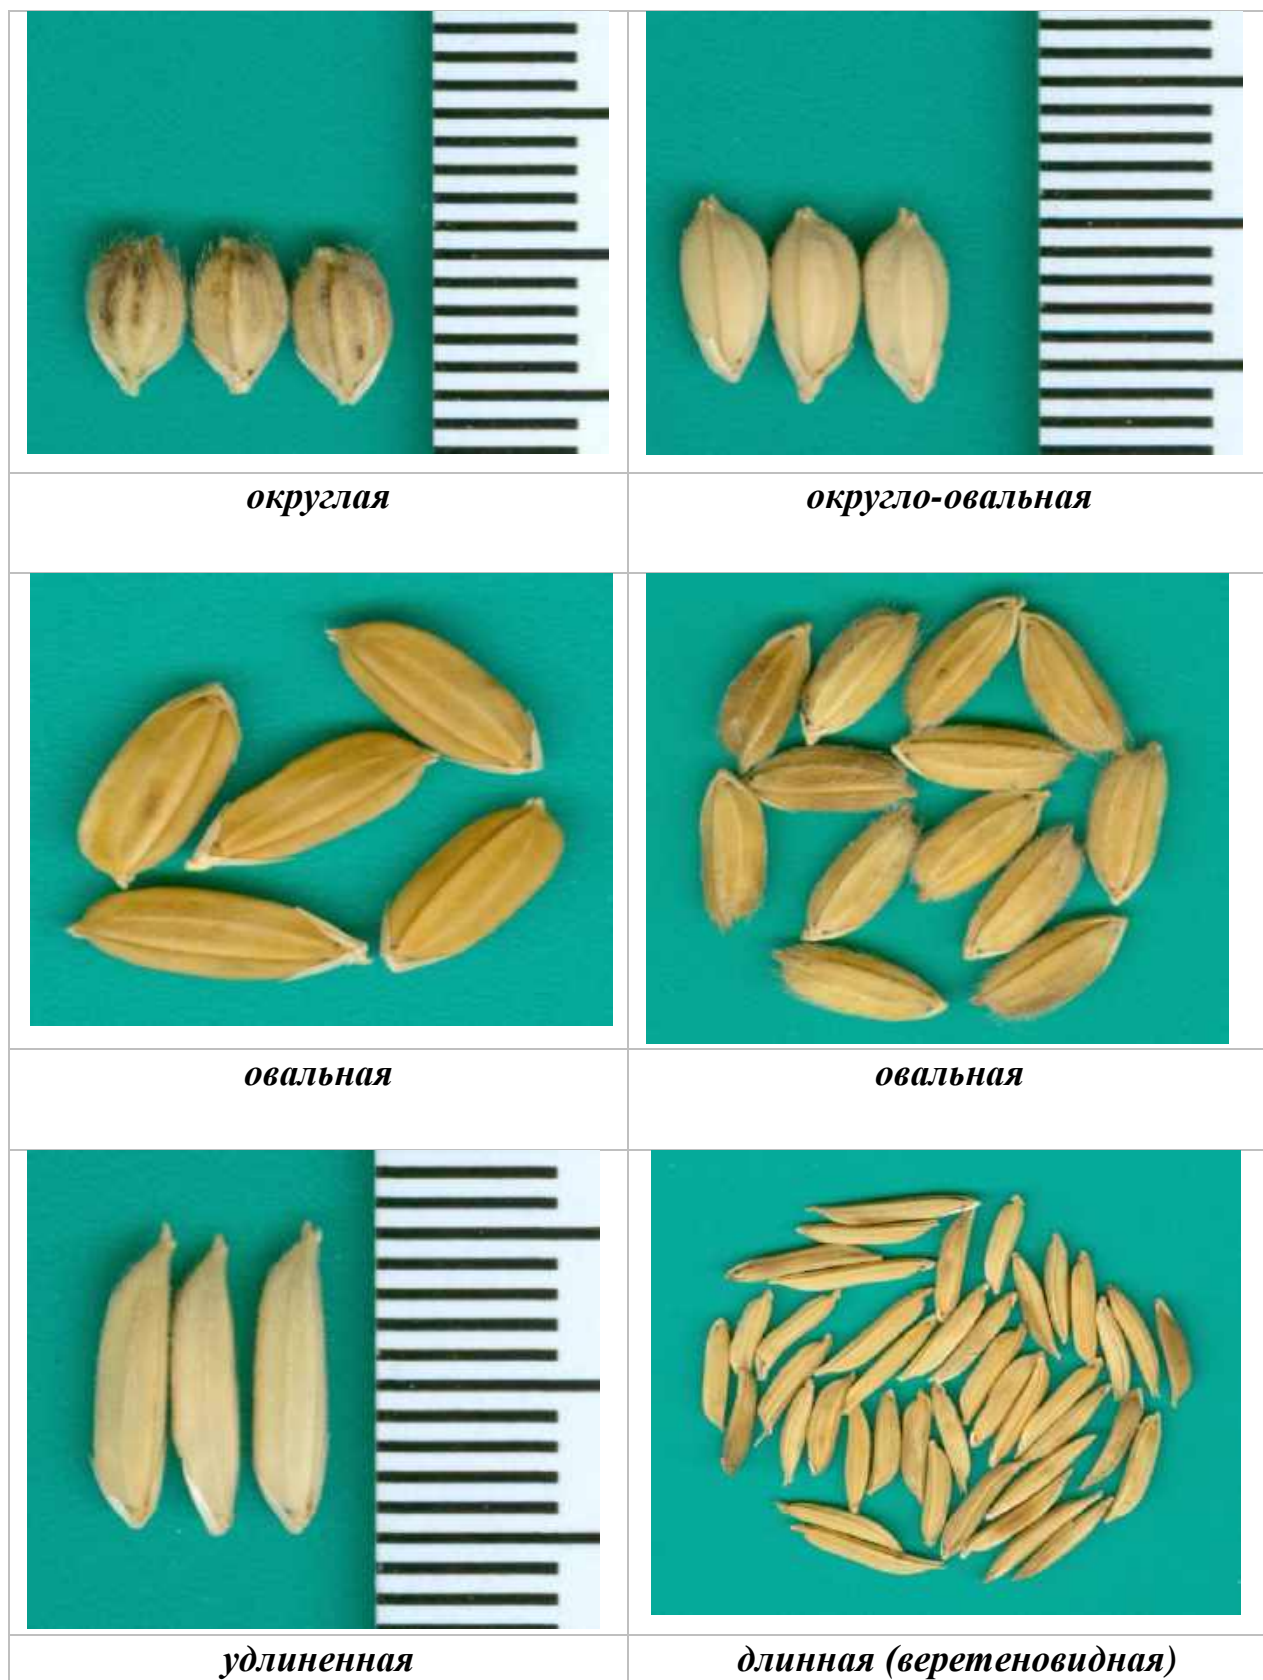 округлая
округло-овальная
овальная
овальная
удлиненная
длинная (веретеновидная)